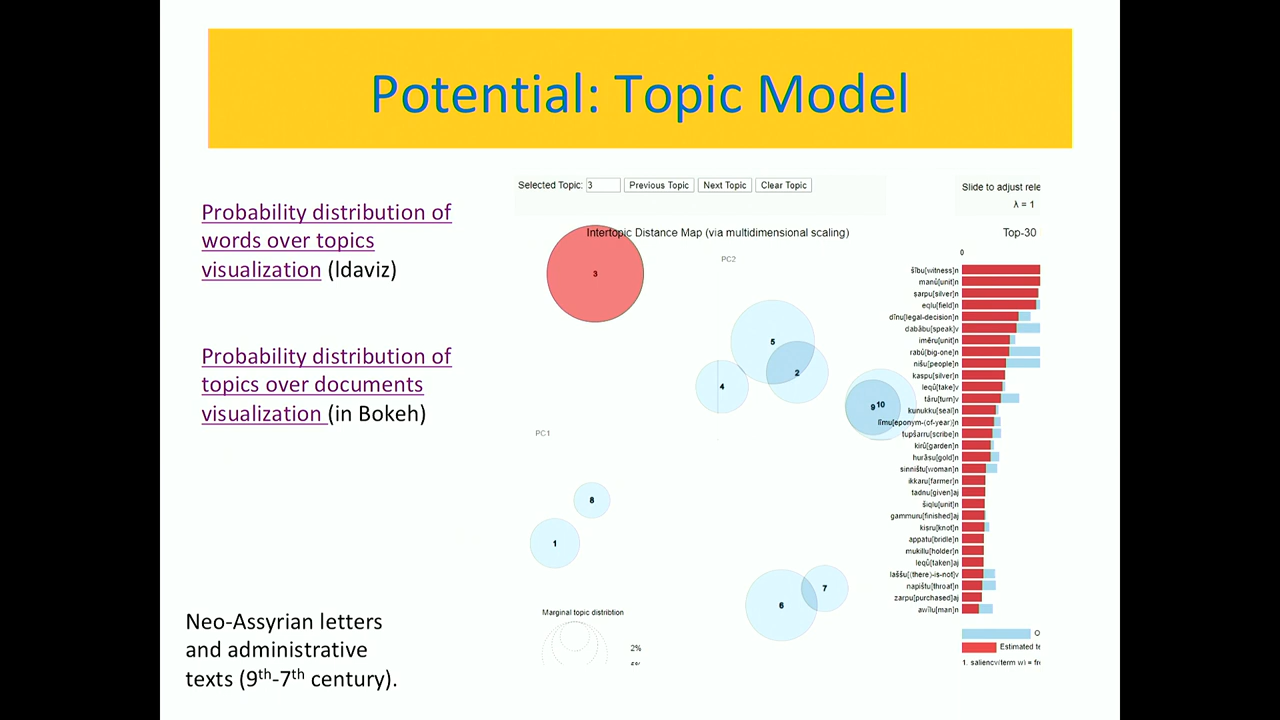 Potential: Topic Model
Probability distribution of
words over topics
visualization (ldaviz)
Probability distribution of
topics over documents
visualization (in Bokeh)
Neo-Assyrian letters
and administrative
texts (9th-7th century).
Selected Topic: 3 Previous Topic Next Topic Clear Topic
Slide to adjust rele
λ = 1
Intertopic Distance Map (via multidimensional scaling)
Top-30
PC2
PC1
3
5
2
4
9
10
8
1
6
7
Marginal topic distribtion
2%
0
šību[witness]n
manû[unit]n
ṣarpu[silver]n
eqlu[field]n
dīnu[legal-decision]n
dabābu[speak]v
imēru[unit]n
rabû[big-one]n
nišu[people]n
kaspu[silver]n
leqû[take]v
târu[turn]v
kunukku[seal]n
līmu[eponym-(of-year)]n
tupšarru[scribe]n
kirû[garden]n
hurāṣu[gold]n
sinništu[woman]n
ikkaru[farmer]n
tadnu[given]aj
šiqlu[unit]n
gammuru[finished]aj
kiṣru[knot]n
appatu[bridle]n
mukillu[holder]n
leqû[taken]aj
laššu[(there)-is-not]v
napištu[throat]n
zarpu[purchased]aj
awīlu[man]n
O
Estimated te
1. saliency(term w) = fre